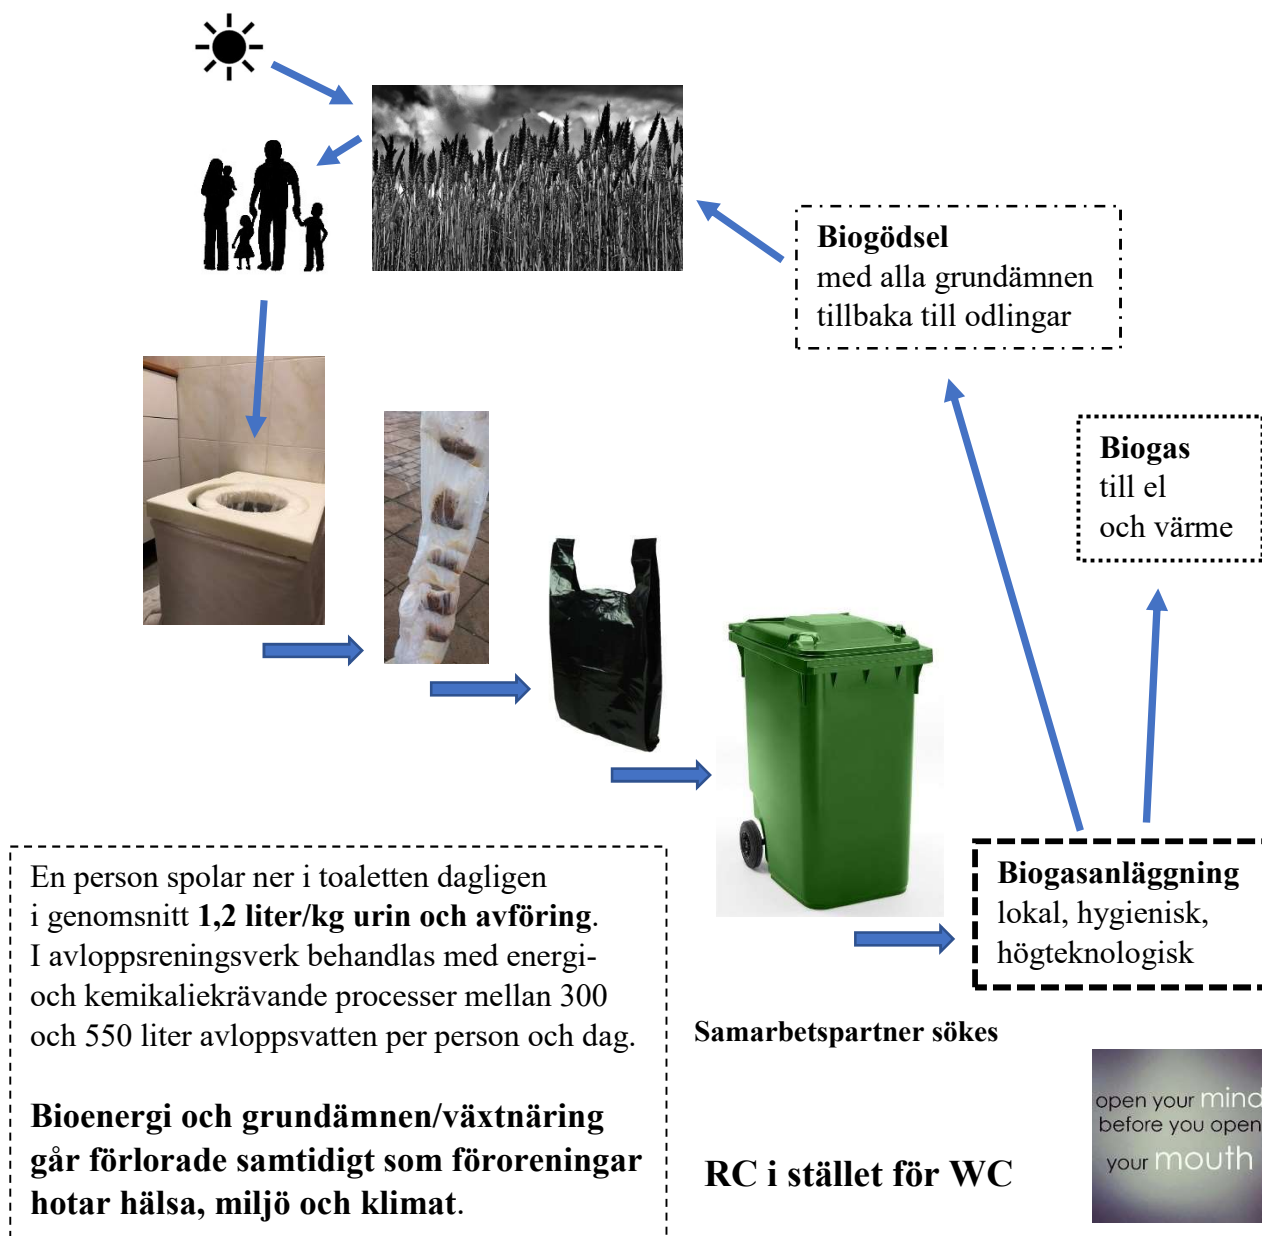 Biogödsel
med alla grundämnen
tillbaka till odlingar
Biogas
till el
och värme
Biogasanläggning
lokal, hygienisk,
högteknologisk
En person spolar ner i toaletten dagligen
i genomsnitt 1,2 liter/kg urin och avföring.
I avloppsreningsverk behandlas med energi-
och kemikaliekrävande processer mellan 300
och 550 liter avloppsvatten per person och dag.
Bioenergi och grundämnen/växtnäring
går förlorade samtidigt som föroreningar
hotar hälsa, miljö och klimat.
Samarbetspartner sökes
RC i stället för WC
open your mind
before you open
your mouth